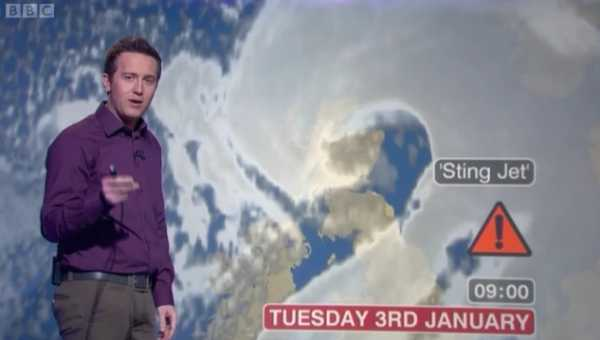 BBC
'Sting Jet'
09:00
TUESDAY 3RD JANUARY